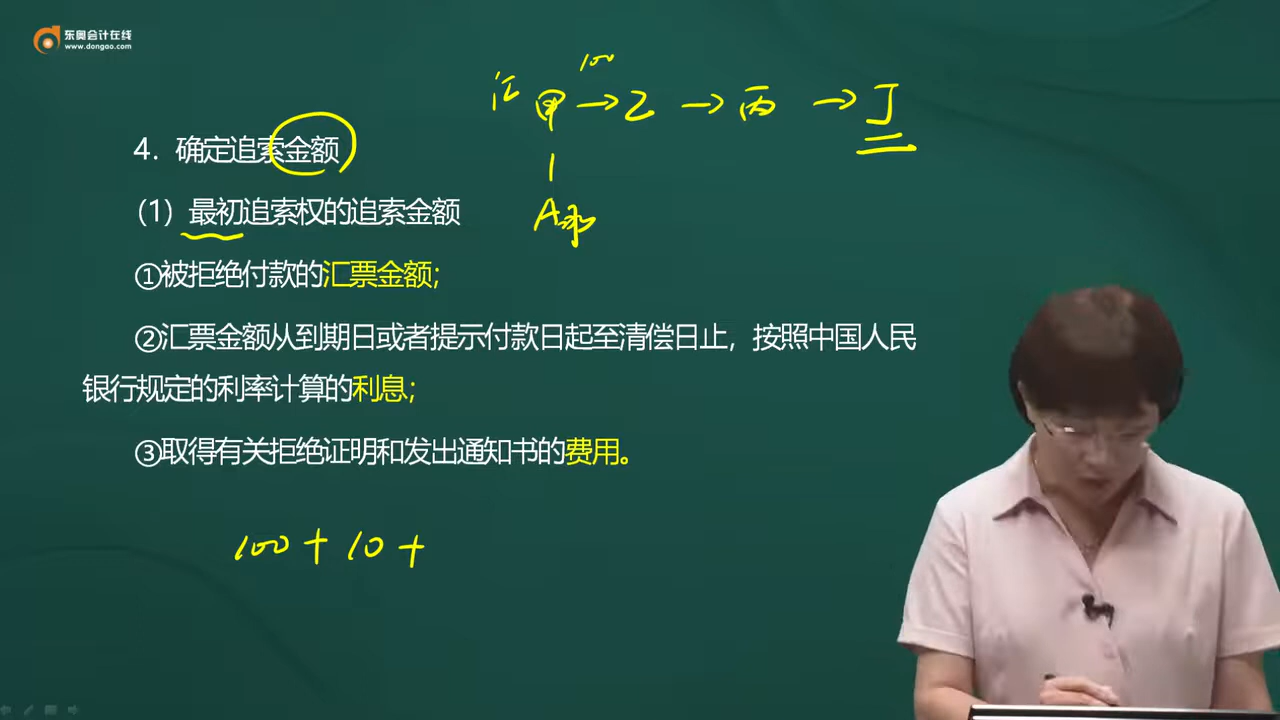 东奥会计在线
www.dongao.com
汇 甲 →100 乙 → 丙 → 丁
A承
4．确定追索金额
（1）最初追索权的追索金额
①被拒绝付款的汇票金额；
②汇票金额从到期日或者提示付款日起至清偿日止，按照中国人民
银行规定的利率计算的利息；
③取得有关拒绝证明和发出通知书的费用。
100 + 10 +